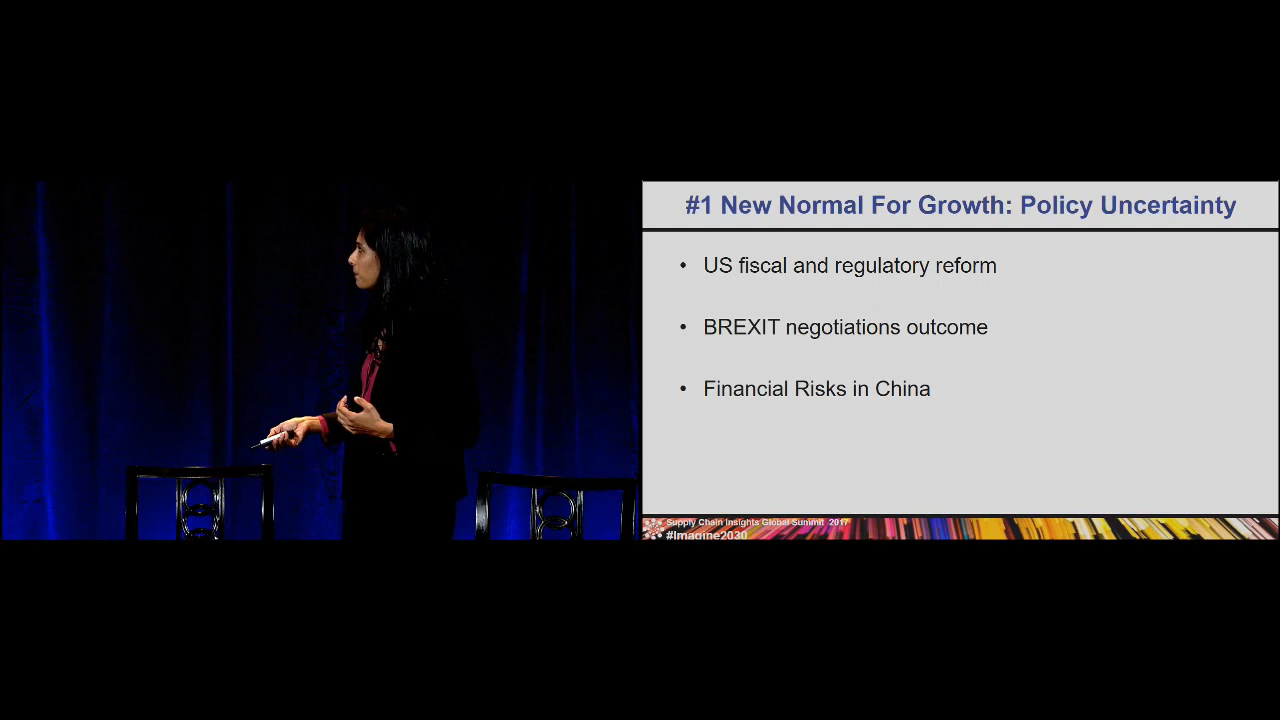 #1 New Normal For Growth: Policy Uncertainty
• US fiscal and regulatory reform
• BREXIT negotiations outcome
• Financial Risks in China
Supply Chain Insights Global Summit 2017
#Imagine2030